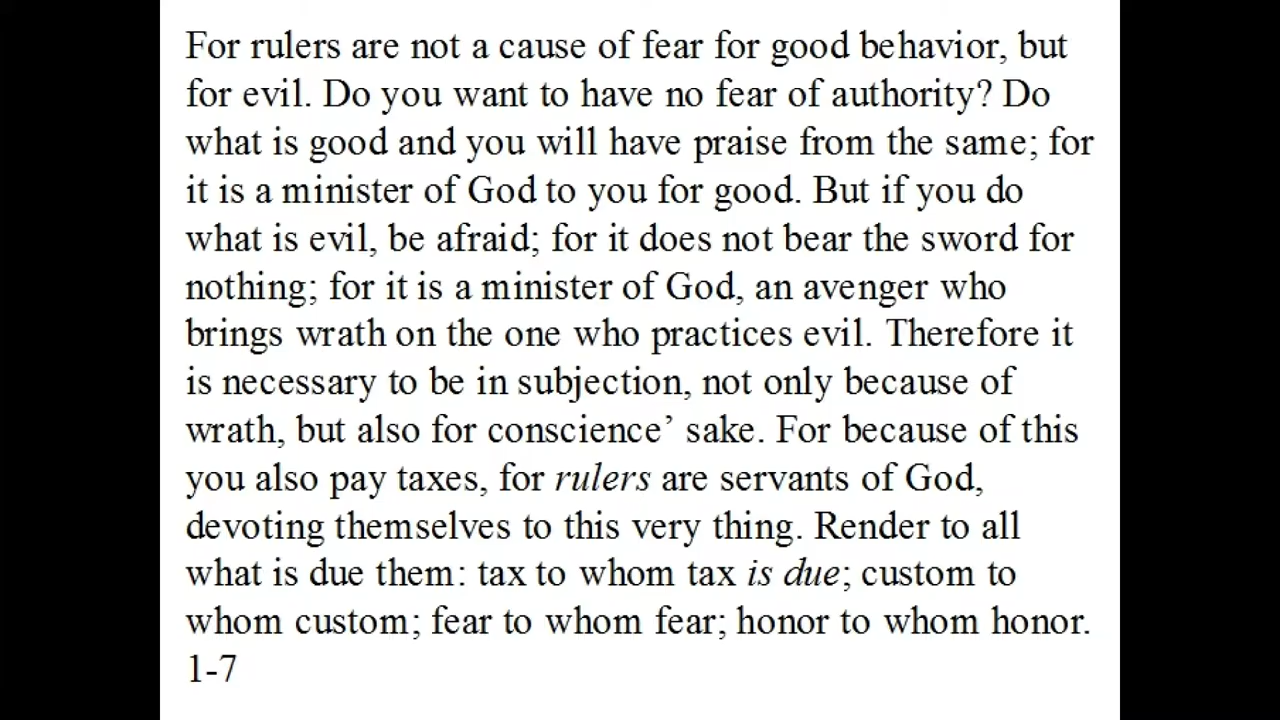 For rulers are not a cause of fear for good behavior, but
for evil. Do you want to have no fear of authority? Do
what is good and you will have praise from the same; for
it is a minister of God to you for good. But if you do
what is evil, be afraid; for it does not bear the sword for
nothing; for it is a minister of God, an avenger who
brings wrath on the one who practices evil. Therefore it
is necessary to be in subjection, not only because of
wrath, but also for conscience’ sake. For because of this
you also pay taxes, for rulers are servants of God,
devoting themselves to this very thing. Render to all
what is due them: tax to whom tax is due; custom to
whom custom; fear to whom fear; honor to whom honor.
1-7